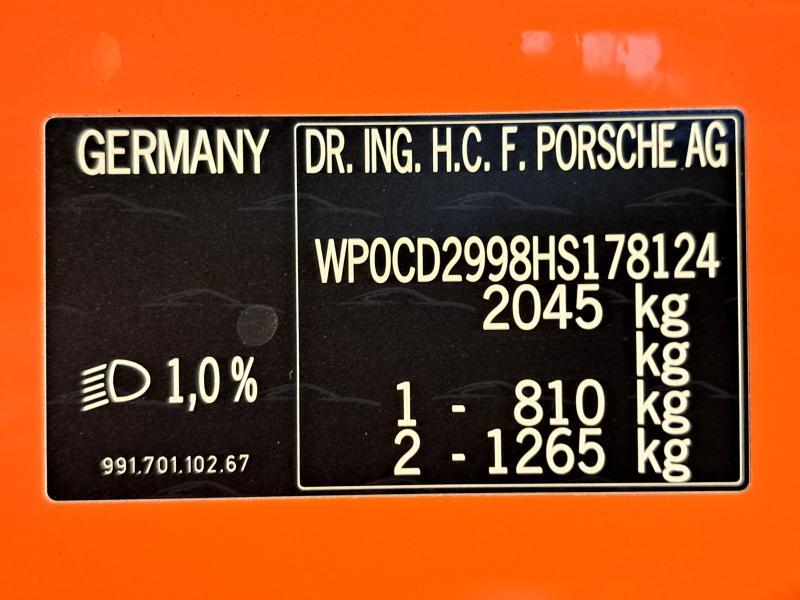 GERMANY
DR. ING. H.C. F. PORSCHE AG
WP0CD2998HS178124
2045 kg
kg
1 - 810 kg
2 - 1265 kg
1,0 %
991.701.102.67